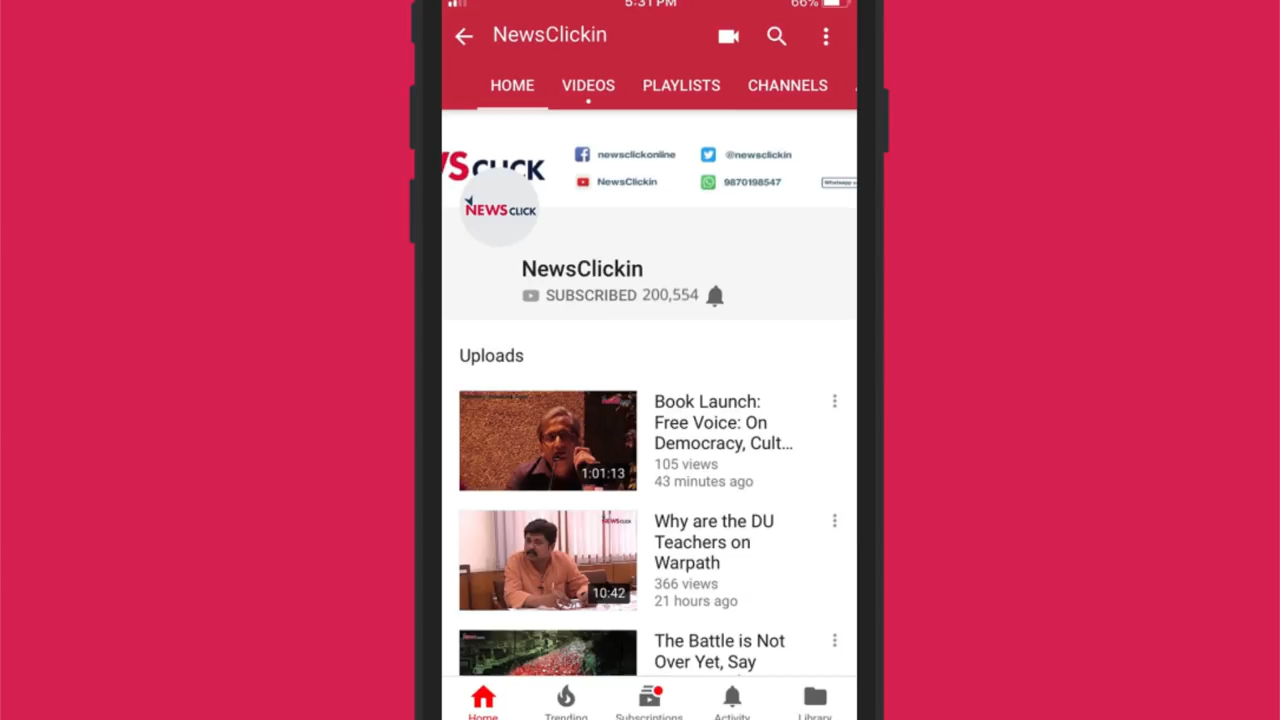 5:31 PM
66%
NewsClickin
HOME VIDEOS PLAYLISTS CHANNELS
CLICK
newsclickonline
@newsclickin
NewsClickin
9870198547
NEWS CLICK
NewsClickin
SUBSCRIBED 200,554
Uploads
1:01:13
Book Launch:
Free Voice: On
Democracy, Cult...
105 views
43 minutes ago
NEWSCLICK
10:42
Why are the DU
Teachers on
Warpath
366 views
21 hours ago
The Battle is Not
Over Yet, Say
Home Trending Subscriptions Activity Library